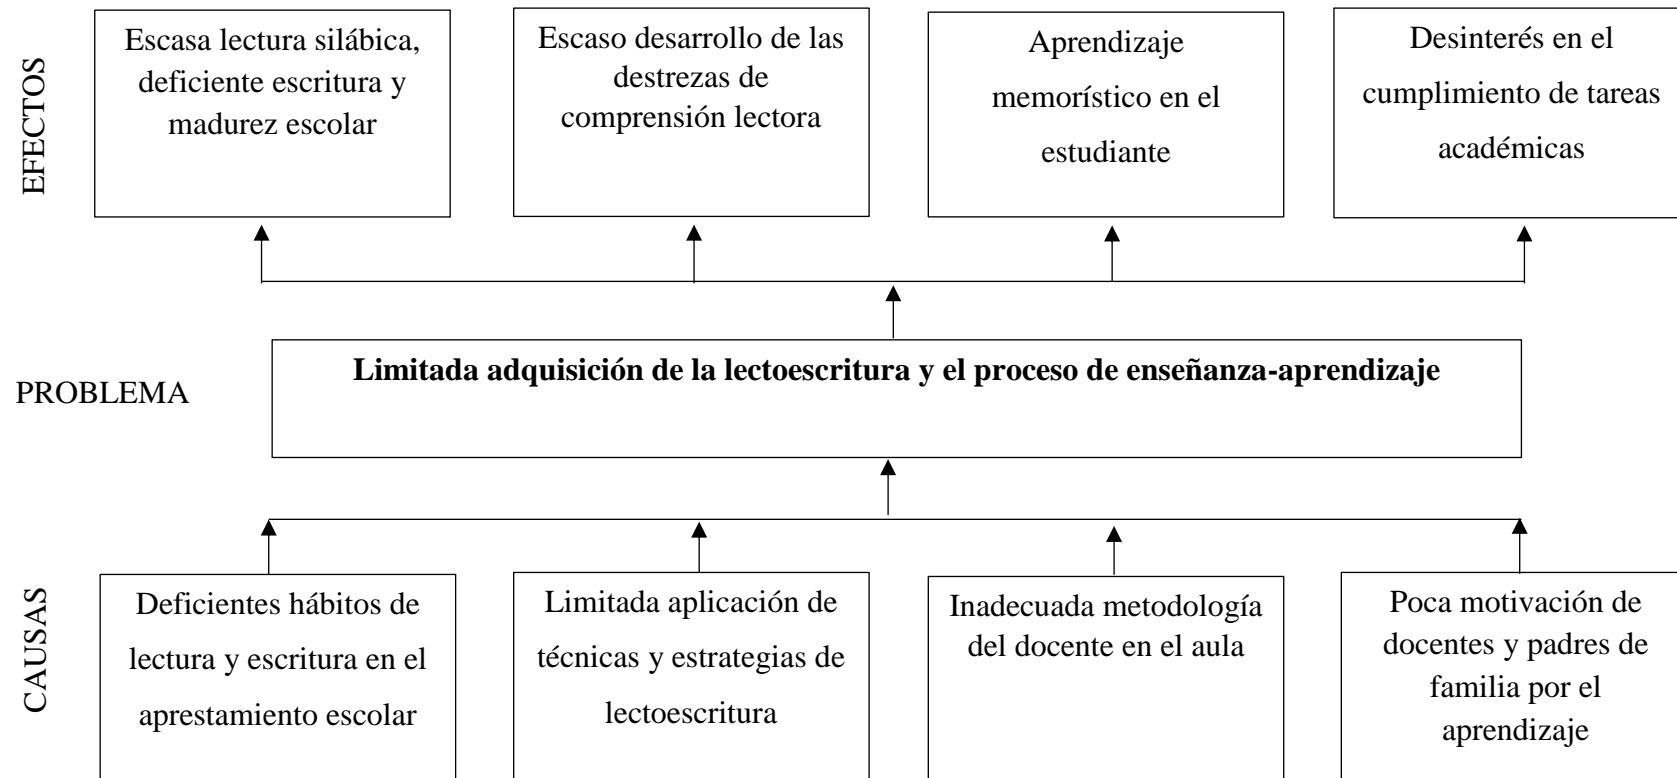 EFECTOS
Escasa lectura silábica,
deficiente escritura y
madurez escolar
Escaso desarrollo de las
destrezas de
comprensión lectora
Aprendizaje
memorístico en el
estudiante
Desinterés en el
cumplimiento de tareas
académicas
PROBLEMA
Limitada adquisición de la lectoescritura y el proceso de enseñanza-aprendizaje
CAUSAS
Deficientes hábitos de
lectura y escritura en el
aprestamiento escolar
Limitada aplicación de
técnicas y estrategias de
lectoescritura
Inadecuada metodología
del docente en el aula
Poca motivación de
docentes y padres de
familia por el
aprendizaje